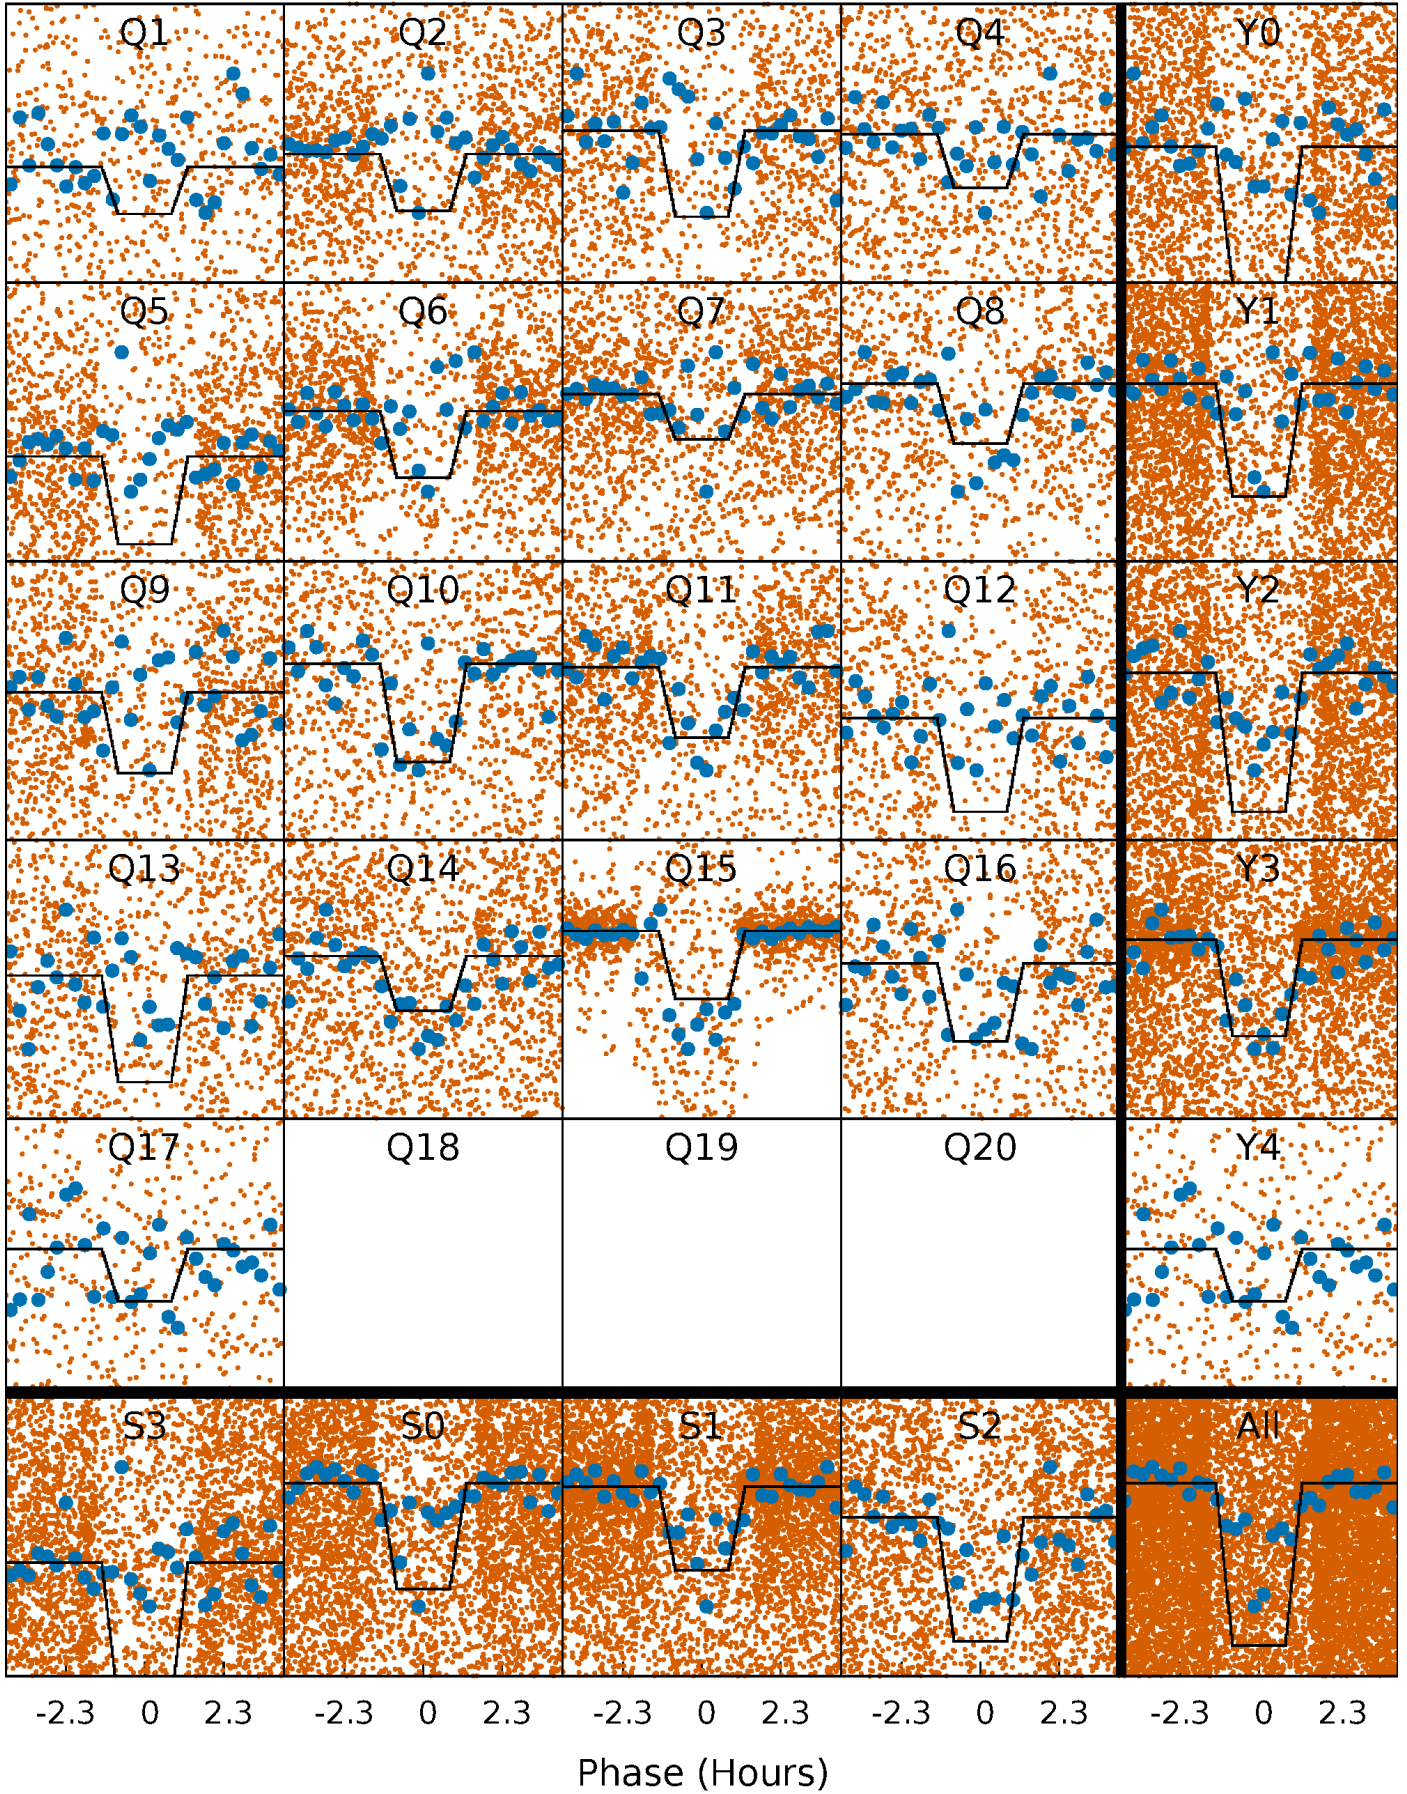 Q1 Q2 Q3 Q4 Y0
Q5 Q6 Q7 Q8 Y1
Q9 Q10 Q11 Q12 Y2
Q13 Q14 Q15 Q16 Y3
Q17 Q18 Q19 Q20 Y4
S3 S0 S1 S2 All
-2.3 0 2.3 -2.3 0 2.3 -2.3 0 2.3 -2.3 0 2.3 -2.3 0 2.3
Phase (Hours)